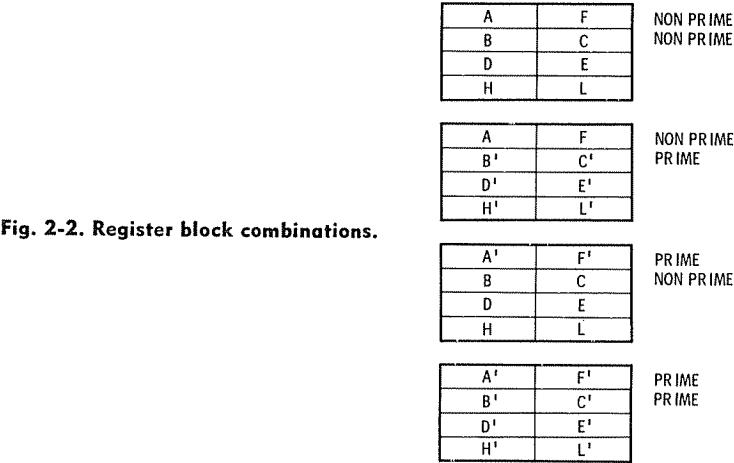 A F NON PRIME
B C NON PRIME
D E
H L
A F NON PRIME
B' C' PRIME
D' E'
H' L'
Fig. 2-2. Register block combinations.
A' F' PRIME
B C NON PRIME
D E
H L
A' F' PRIME
B' C' PRIME
D' E'
H' L'